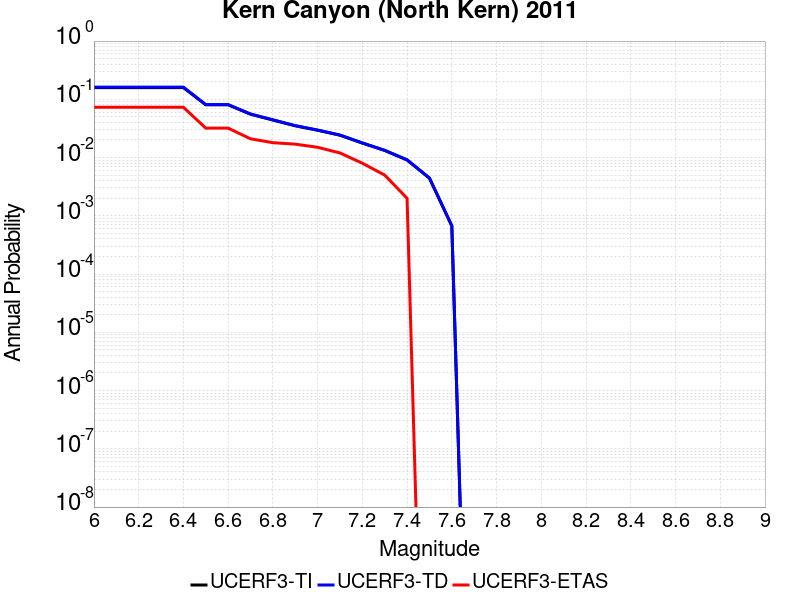 Kern Canyon (North Kern) 2011
10^0
10^-1
10^-2
10^-3
10^-4
10^-5
10^-6
10^-7
10^-8
Annual Probability
6 6.2 6.4 6.6 6.8 7 7.2 7.4 7.6 7.8 8 8.2 8.4 8.6 8.8 9
Magnitude
UCERF3-TI UCERF3-TD UCERF3-ETAS